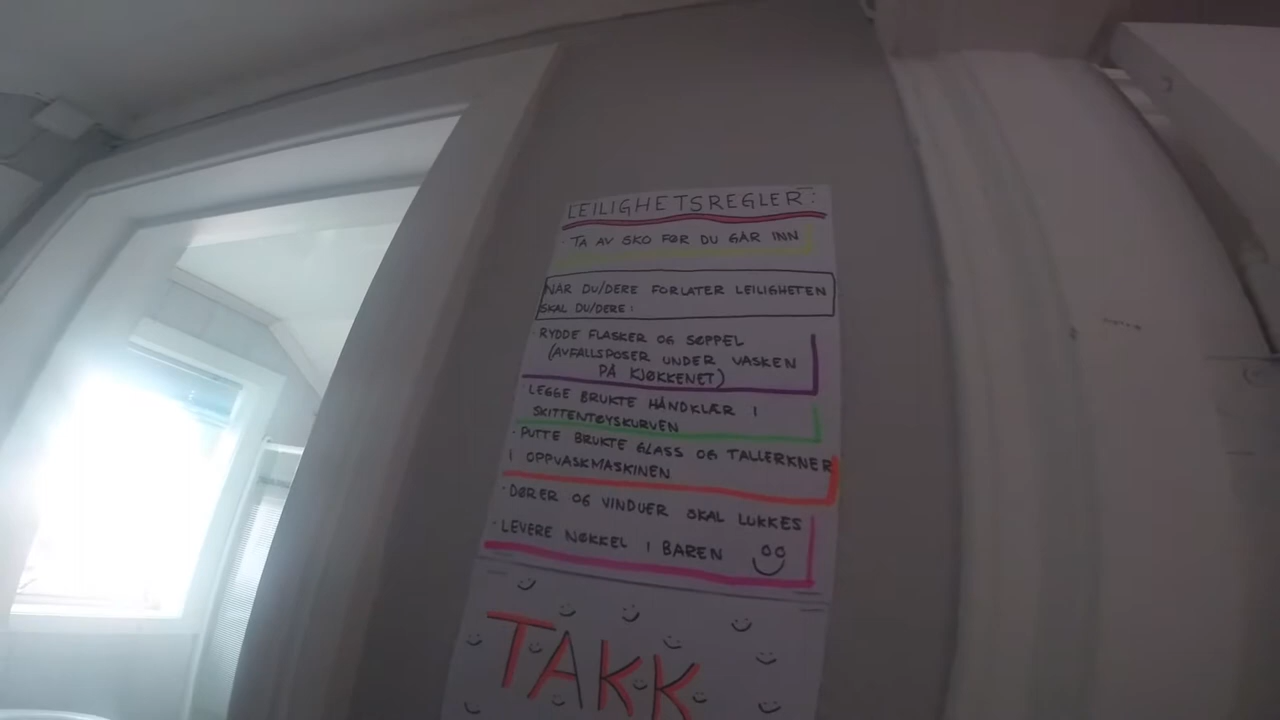 LEILIGHETSREGLER:
· TA AV SKO FØR DU GÅR INN
NÅR DU/DERE FORLATER LEILIGHETEN
SKAL DU/DERE:
· RYDDE FLASKER OG SØPPEL
(AVFALLSPOSER UNDER VASKEN
PÅ KJØKKENET)
· LEGGE BRUKTE HÅNDKLÆR I
SKITTENTØYSKURVEN
· PUTTE BRUKTE GLASS OG TALLERKNER
I OPPVASKMASKINEN
· DØRER OG VINDUER SKAL LUKKES
· LEVERE NØKKEL I BAREN
TAKK